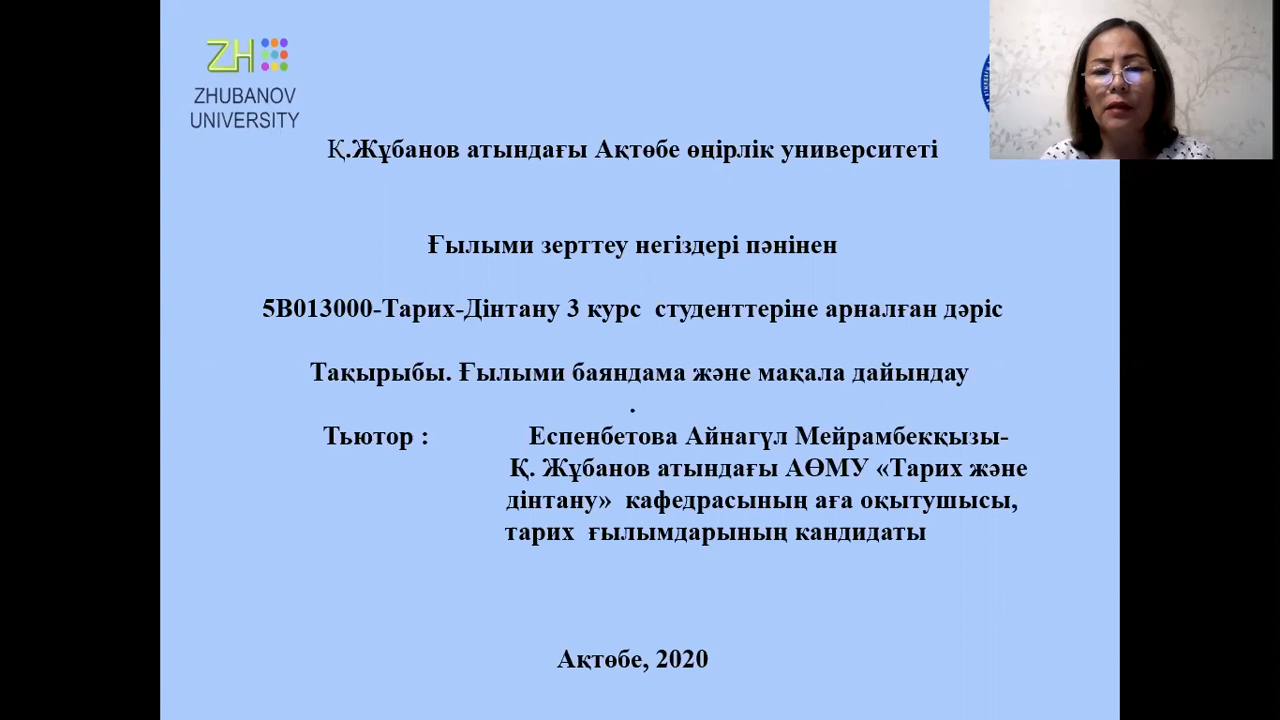 ZH
ZHUBANOV
UNIVERSITY
Қ.Жұбанов атындағы Ақтөбе өңірлік университеті
Ғылыми зерттеу негіздері пәнінен
5В013000-Тарих-Дінтану 3 курс студенттеріне арналған дәріс
Тақырыбы. Ғылыми баяндама және мақала дайындау
.
Тьютор : Еспенбетова Айнагүл Мейрамбекқызы-
Қ. Жұбанов атындағы АӨМУ «Тарих және
дінтану» кафедрасының аға оқытушысы,
тарих ғылымдарының кандидаты
Ақтөбе, 2020